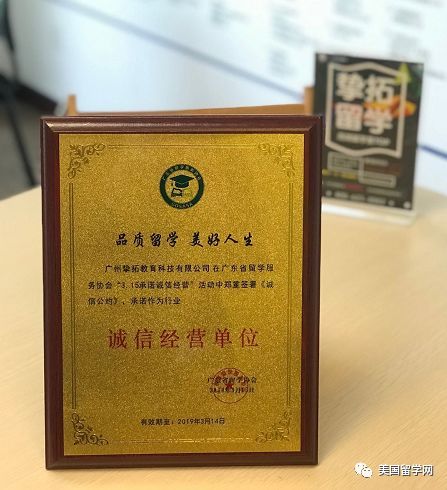 挚拓
留学
品质留学 美好人生
广州挚拓教育科技有限公司在广东省留学服
务协会“3.15承诺诚信经营”活动中郑重签署《诚
信公约》、承诺作为行业
诚信经营单位
有效期至：2019年3月14日
美国留学网